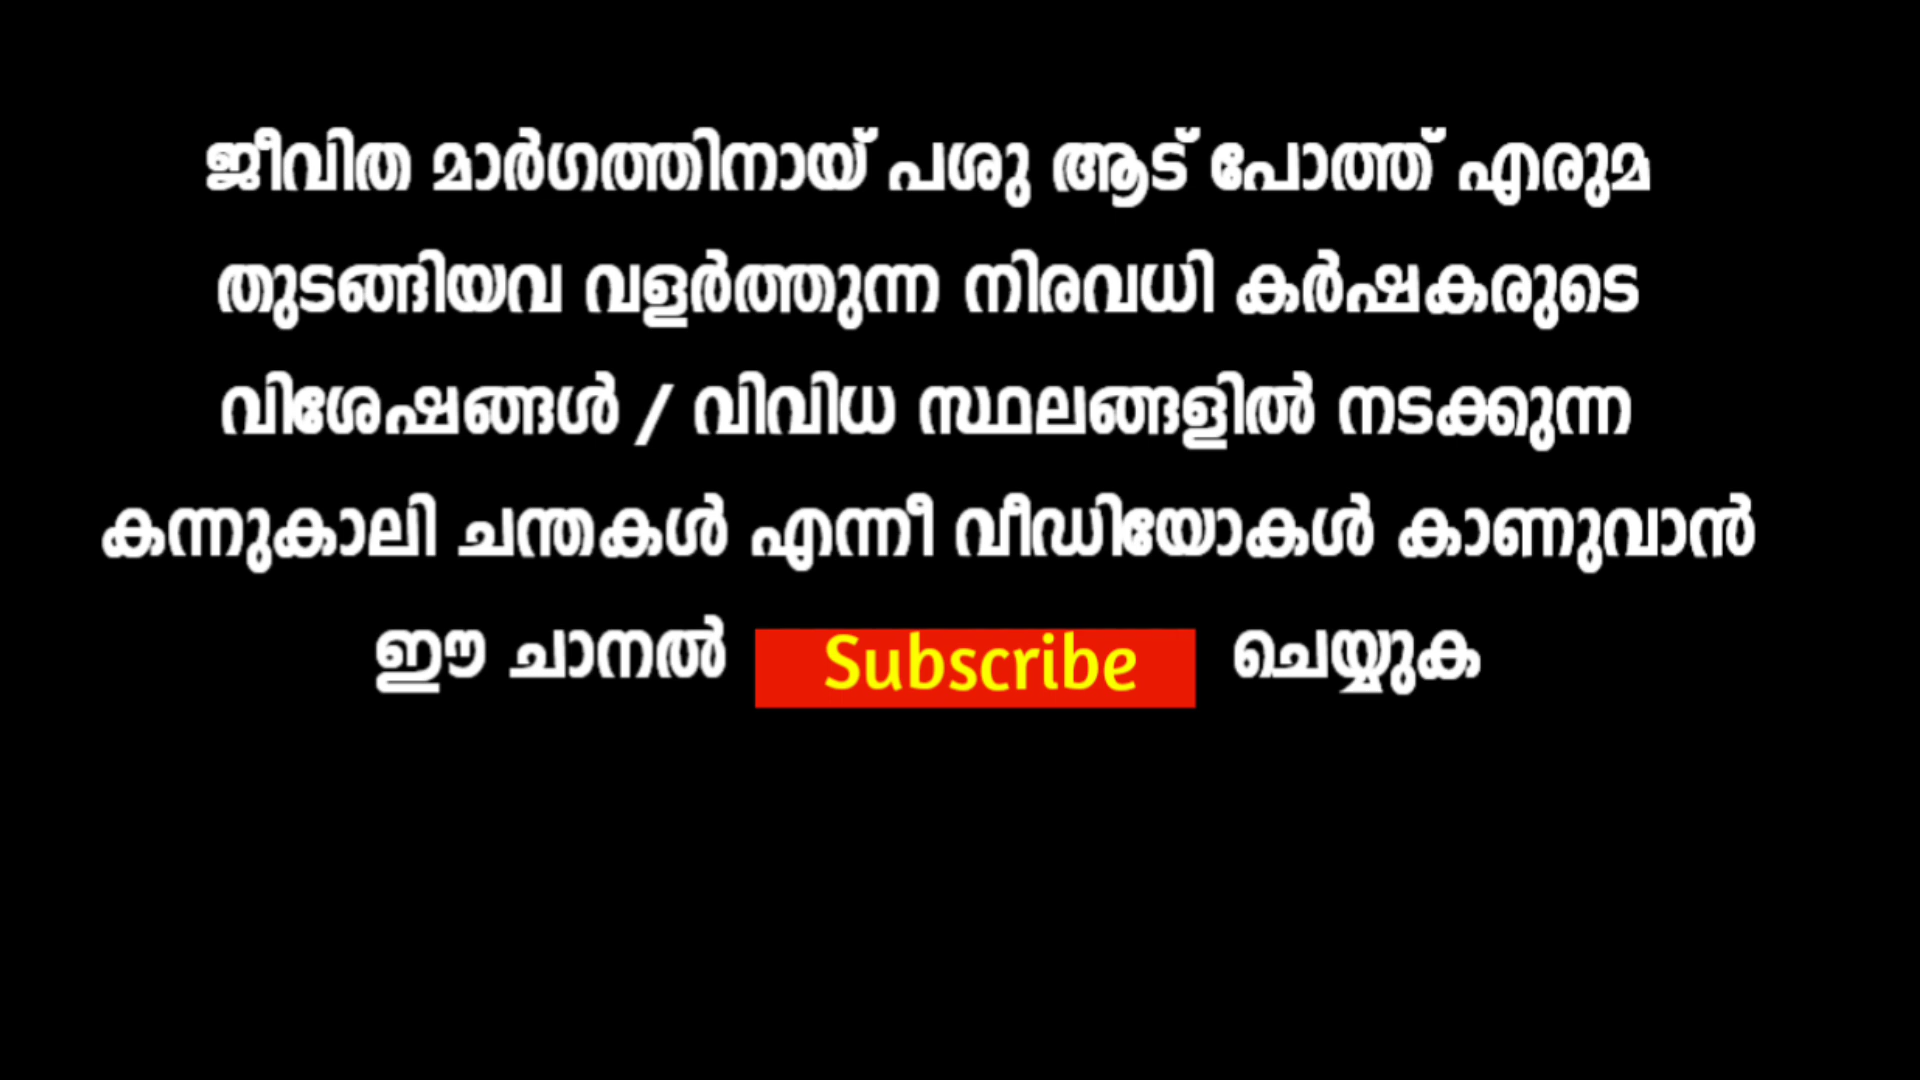 ജീവിത മാർഗത്തിനായ് പശു ആട് പോത്ത് എരുമ
തുടങ്ങിയവ വളർത്തുന്ന നിരവധി കർഷകരുടെ
വിശേഷങ്ങൾ / വിവിധ സ്ഥലങ്ങളിൽ നടക്കുന്ന
കന്നുകാലി ചന്തകൾ എന്നീ വീഡിയോകൾ കാണുവാൻ
ഈ ചാനൽ Subscribe ചെയ്യുക